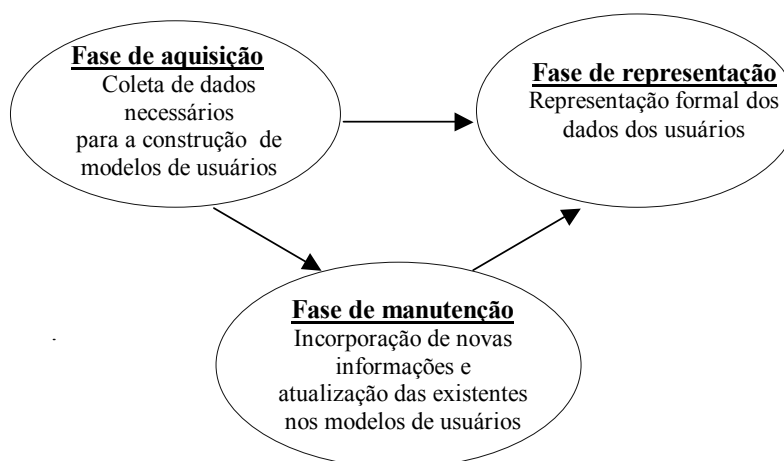 Fase de aquisição
Coleta de dados
necessários
para a construção de
modelos de usuários
Fase de representação
Representação formal dos
dados dos usuários
Fase de manutenção
Incorporação de novas
informações e
atualização das existentes
nos modelos de usuários